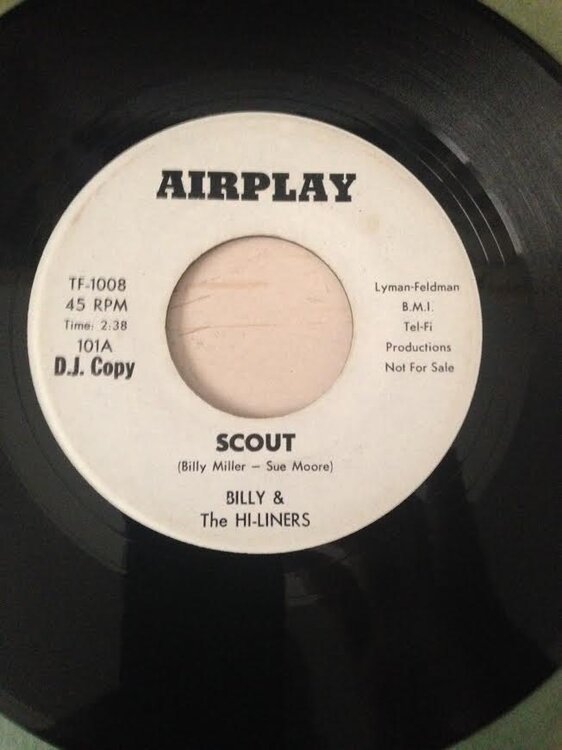 AIRPLAY
TF-1008
45 RPM
Time: 2:38
101A
D.J. Copy
Lyman-Feldman
B.M.I.
Tel-Fi
Productions
Not For Sale
SCOUT
(Billy Miller — Sue Moore)
BILLY &
The HI-LINERS